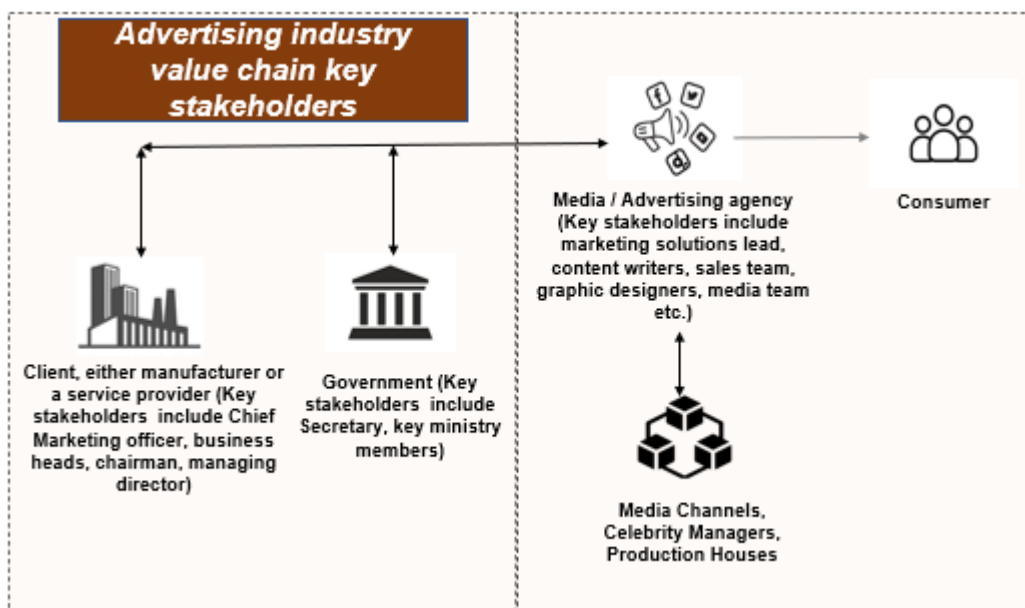 Advertising industry
value chain key
stakeholders
Media / Advertising agency
(Key stakeholders include
marketing solutions lead,
content writers, sales team,
graphic designers, media team
etc.)
Consumer
Client, either manufacturer or
a service provider (Key
stakeholders include Chief
Marketing officer, business
heads, chairman, managing
director)
Government (Key
stakeholders include
Secretary, key ministry
members)
Media Channels,
Celebrity Managers,
Production Houses